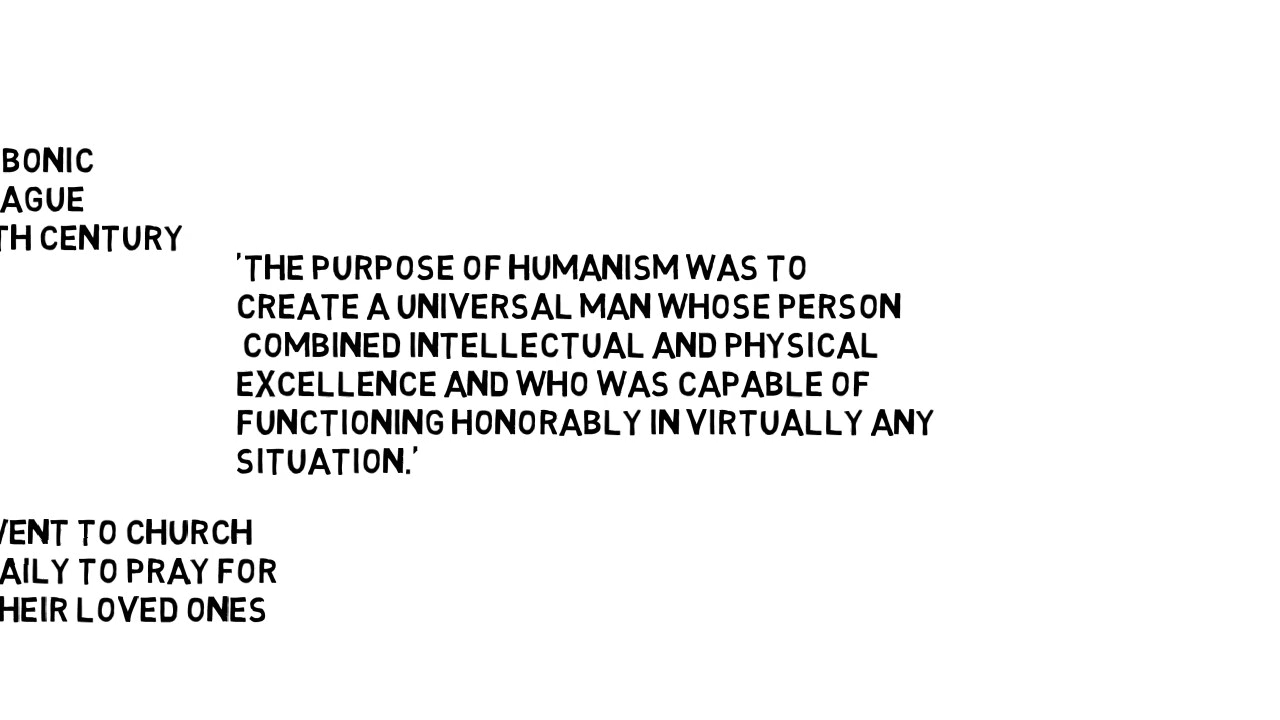 BONIC
AGUE
TH CENTURY
'THE PURPOSE OF HUMANISM WAS TO
CREATE A UNIVERSAL MAN WHOSE PERSON
COMBINED INTELLECTUAL AND PHYSICAL
EXCELLENCE AND WHO WAS CAPABLE OF
FUNCTIONING HONORABLY IN VIRTUALLY ANY
SITUATION.'
VENT TO CHURCH
AILY TO PRAY FOR
HEIR LOVED ONES